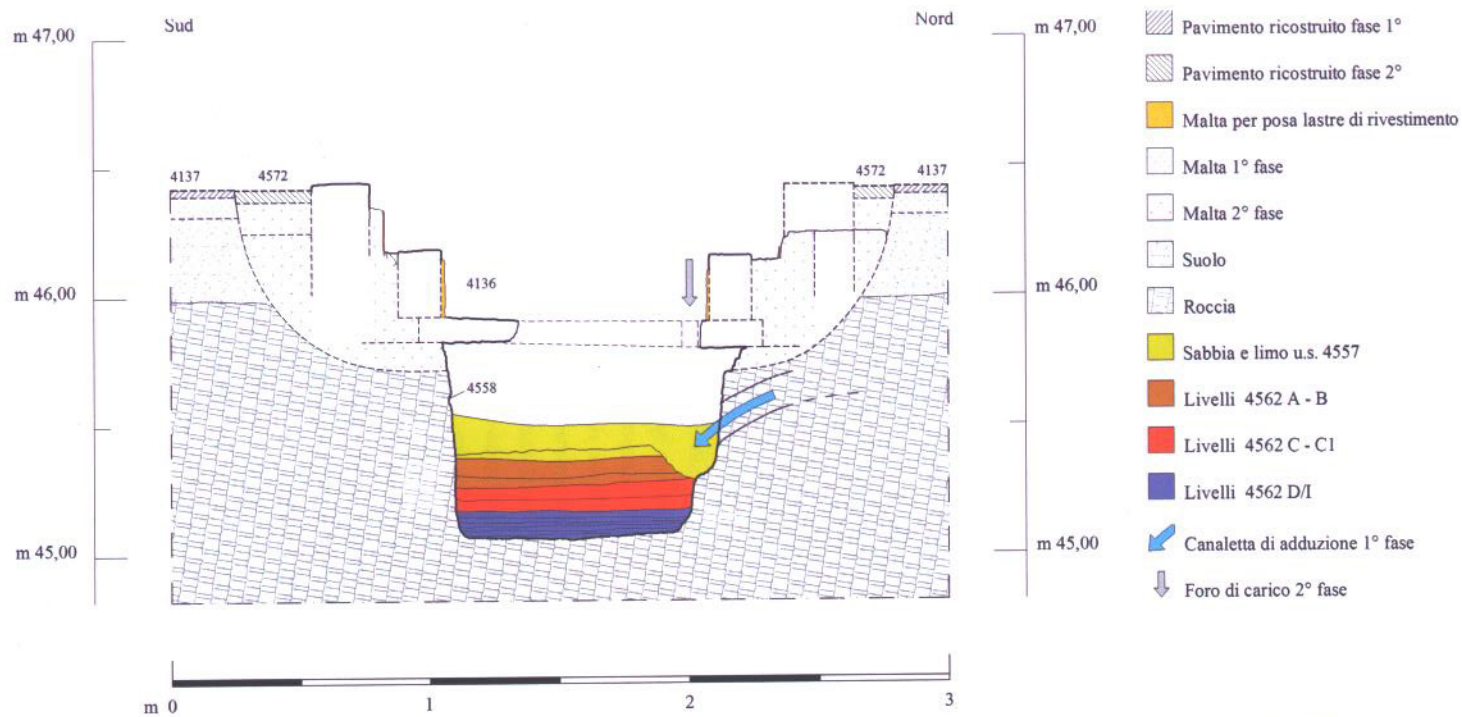 Sud
Nord
m 47,00
m 47,00
4137
4572
4572
4137
m 46,00
m 46,00
4136
4558
m 45,00
m 45,00
m 0
1
2
3
Pavimento ricostruito fase 1°
Pavimento ricostruito fase 2°
Malta per posa lastre di rivestimento
Malta 1° fase
Malta 2° fase
Suolo
Roccia
Sabbia e limo u.s. 4557
Livelli 4562 A - B
Livelli 4562 C - C1
Livelli 4562 D/I
Canaletta di adduzione 1° fase
Foro di carico 2° fase